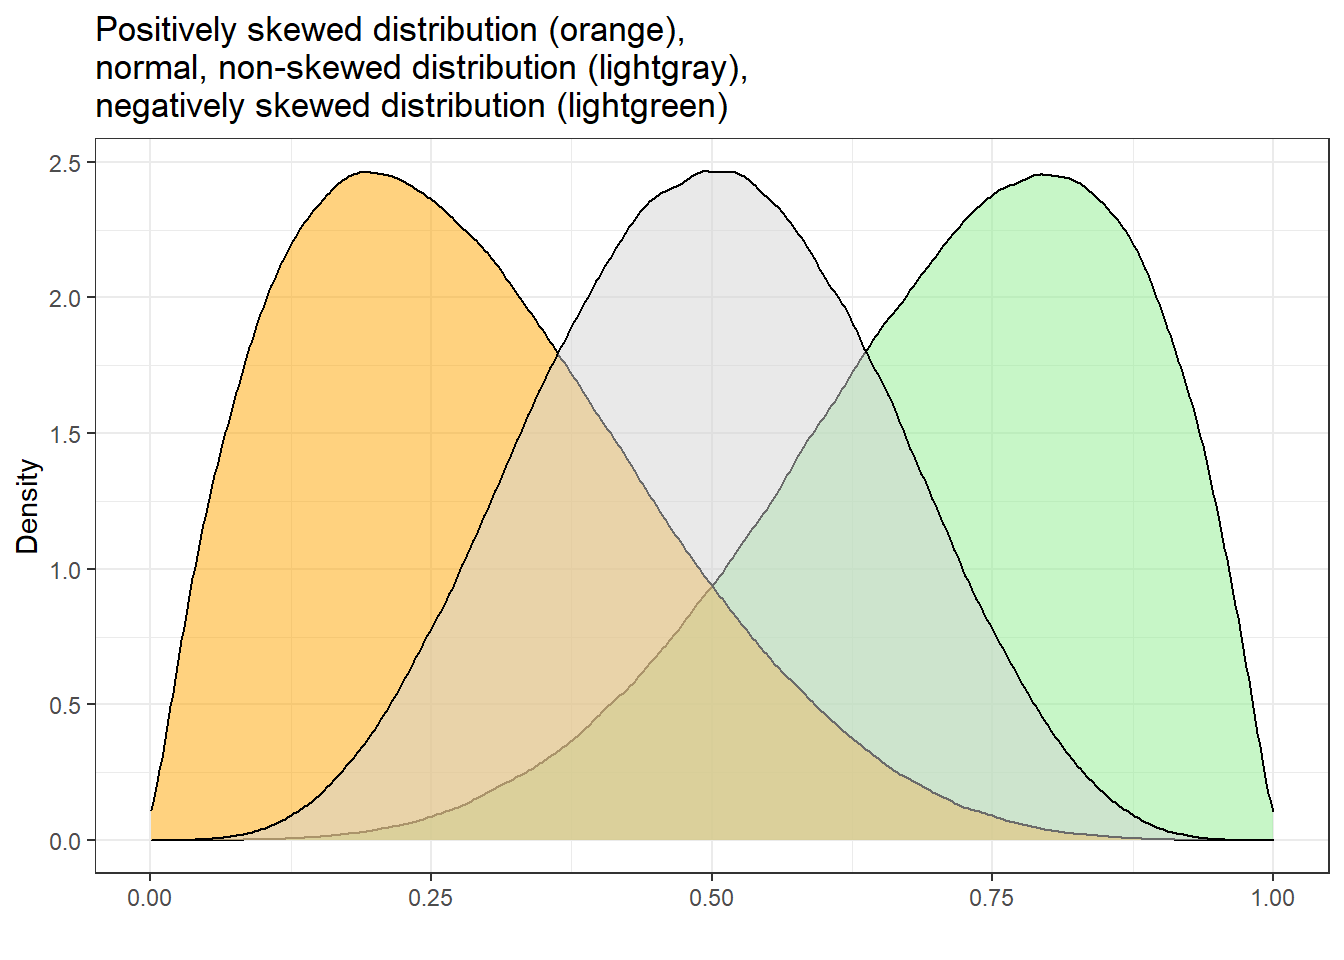 Positively skewed distribution (orange),
normal, non-skewed distribution (lightgray),
negatively skewed distribution (lightgreen)
2.5
2.0
1.5
1.0
0.5
0.0
Density
0.00 0.25 0.50 0.75 1.00